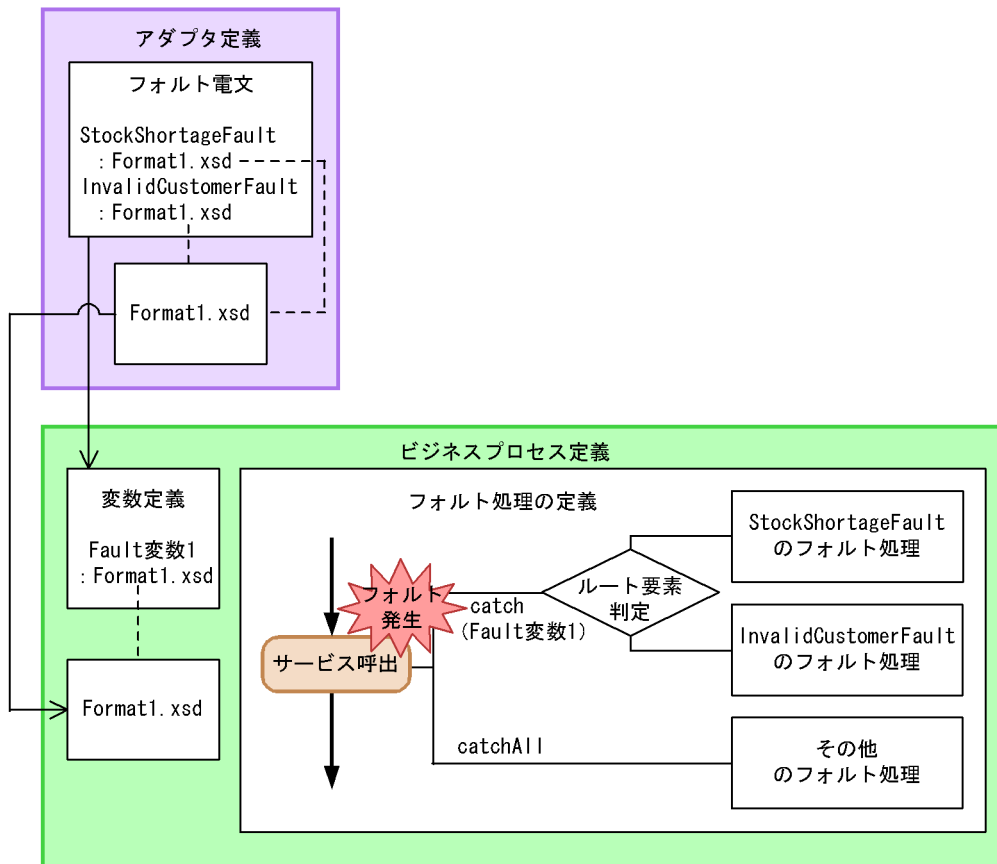 アダプタ定義
フォルト電文
StockShortageFault
：Format1.xsd
InvalidCustomerFault
：Format1.xsd
Format1.xsd
ビジネスプロセス定義
変数定義
Fault変数1
：Format1.xsd
Format1.xsd
フォルト処理の定義
フォルト
発生
サービス呼出
catch
(Fault変数1)
ルート要素
判定
StockShortageFault
のフォルト処理
InvalidCustomerFault
のフォルト処理
catchAll
その他
のフォルト処理